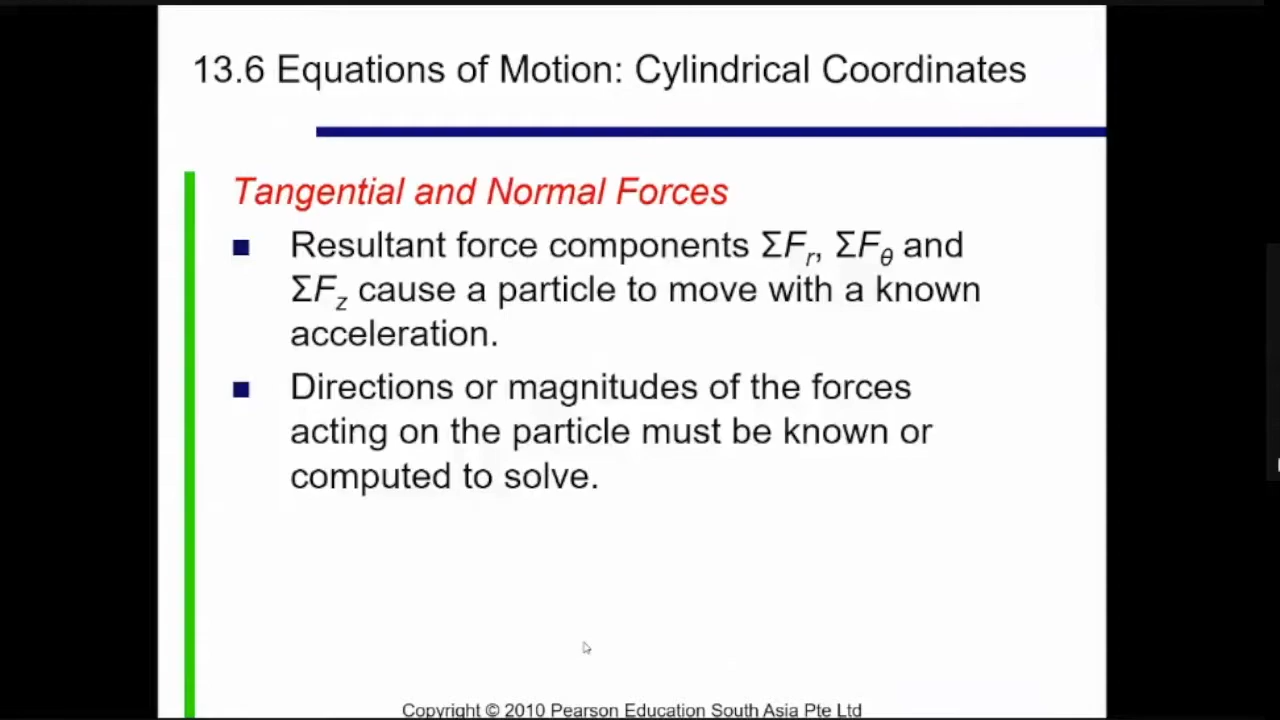 13.6 Equations of Motion: Cylindrical Coordinates
Tangential and Normal Forces
Resultant force components ΣFr, ΣFθ and
ΣFz cause a particle to move with a known
acceleration.
Directions or magnitudes of the forces
acting on the particle must be known or
computed to solve.
Copyright © 2010 Pearson Education South Asia Pte Ltd